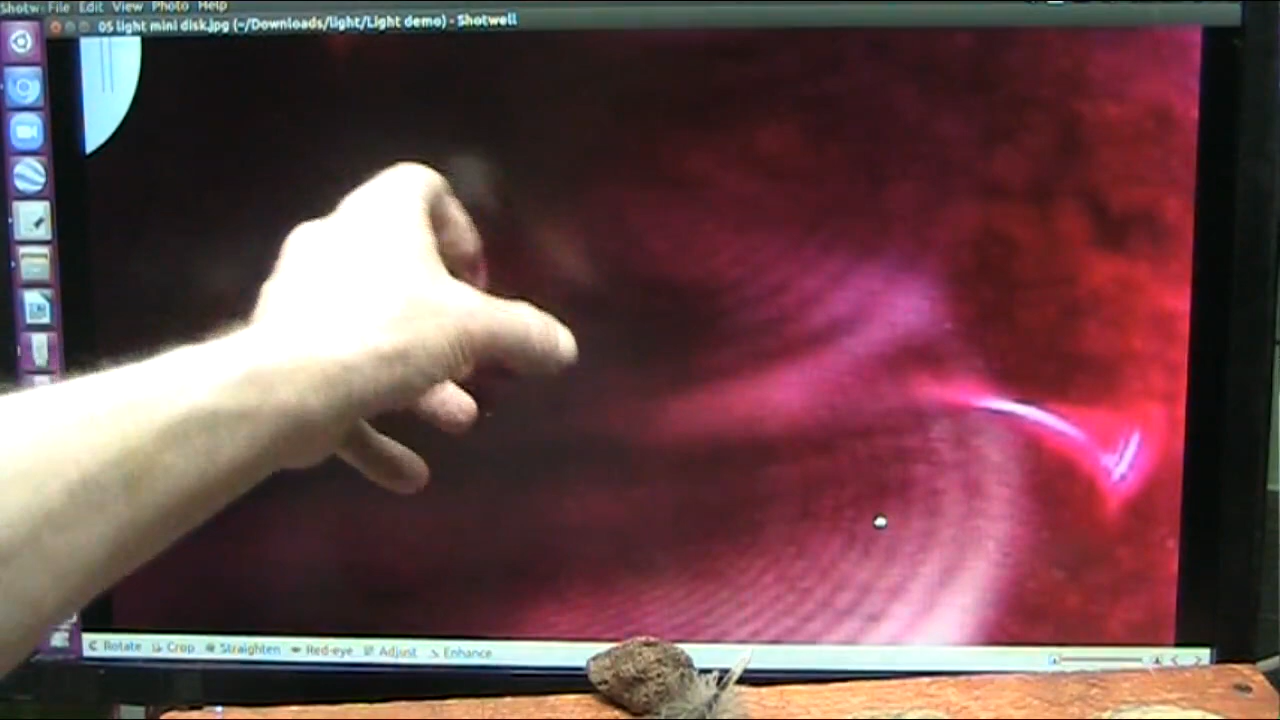 Shotw File Edit View Photo Help
05 light mini disk.jpg (~/Downloads/light/Light demo) - Shotwell
Rotate Crop Straighten Red-eye Adjust Enhance